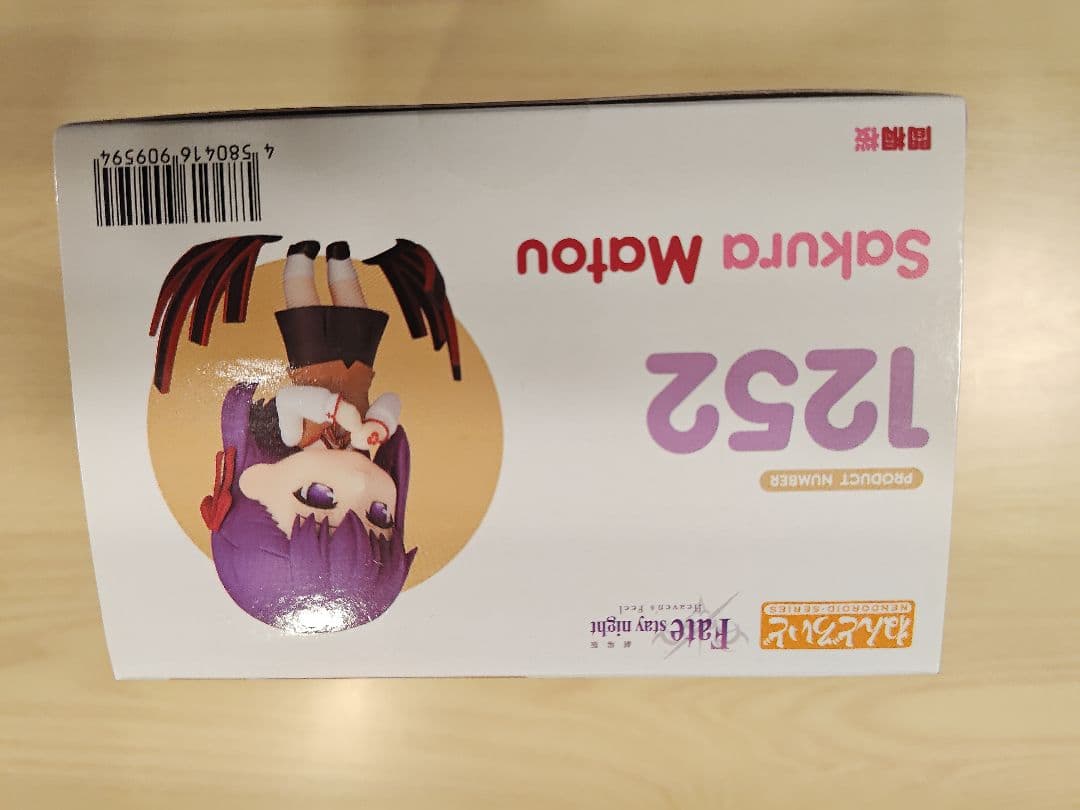 ねんどろいど
NENDOROID-SERIES
劇場版
Fate stay night
Heaven's Feel
PRODUCT NUMBER
1252
Sakura Matou
間桐桜
4 580416 909594